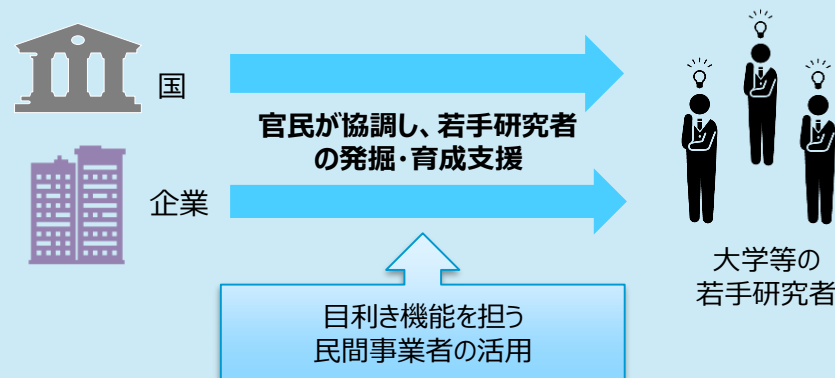 国
官民が協調し、若手研究者
の発掘・育成支援
企業
大学等の
若手研究者
目利き機能を担う
民間事業者の活用